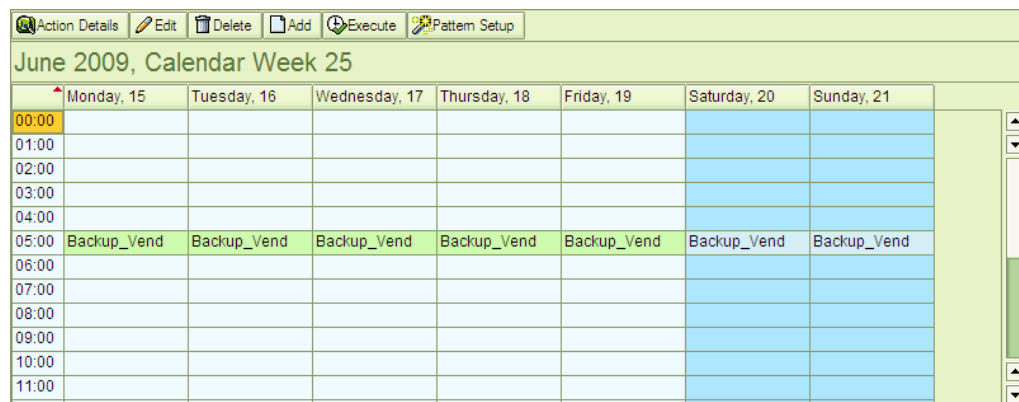 Action Details Edit Delete Add Execute Pattern Setup
June 2009, Calendar Week 25
Monday, 15 Tuesday, 16 Wednesday, 17 Thursday, 18 Friday, 19 Saturday, 20 Sunday, 21
00:00
01:00
02:00
03:00
04:00
05:00 Backup_Vend Backup_Vend Backup_Vend Backup_Vend Backup_Vend Backup_Vend Backup_Vend
06:00
07:00
08:00
09:00
10:00
11:00